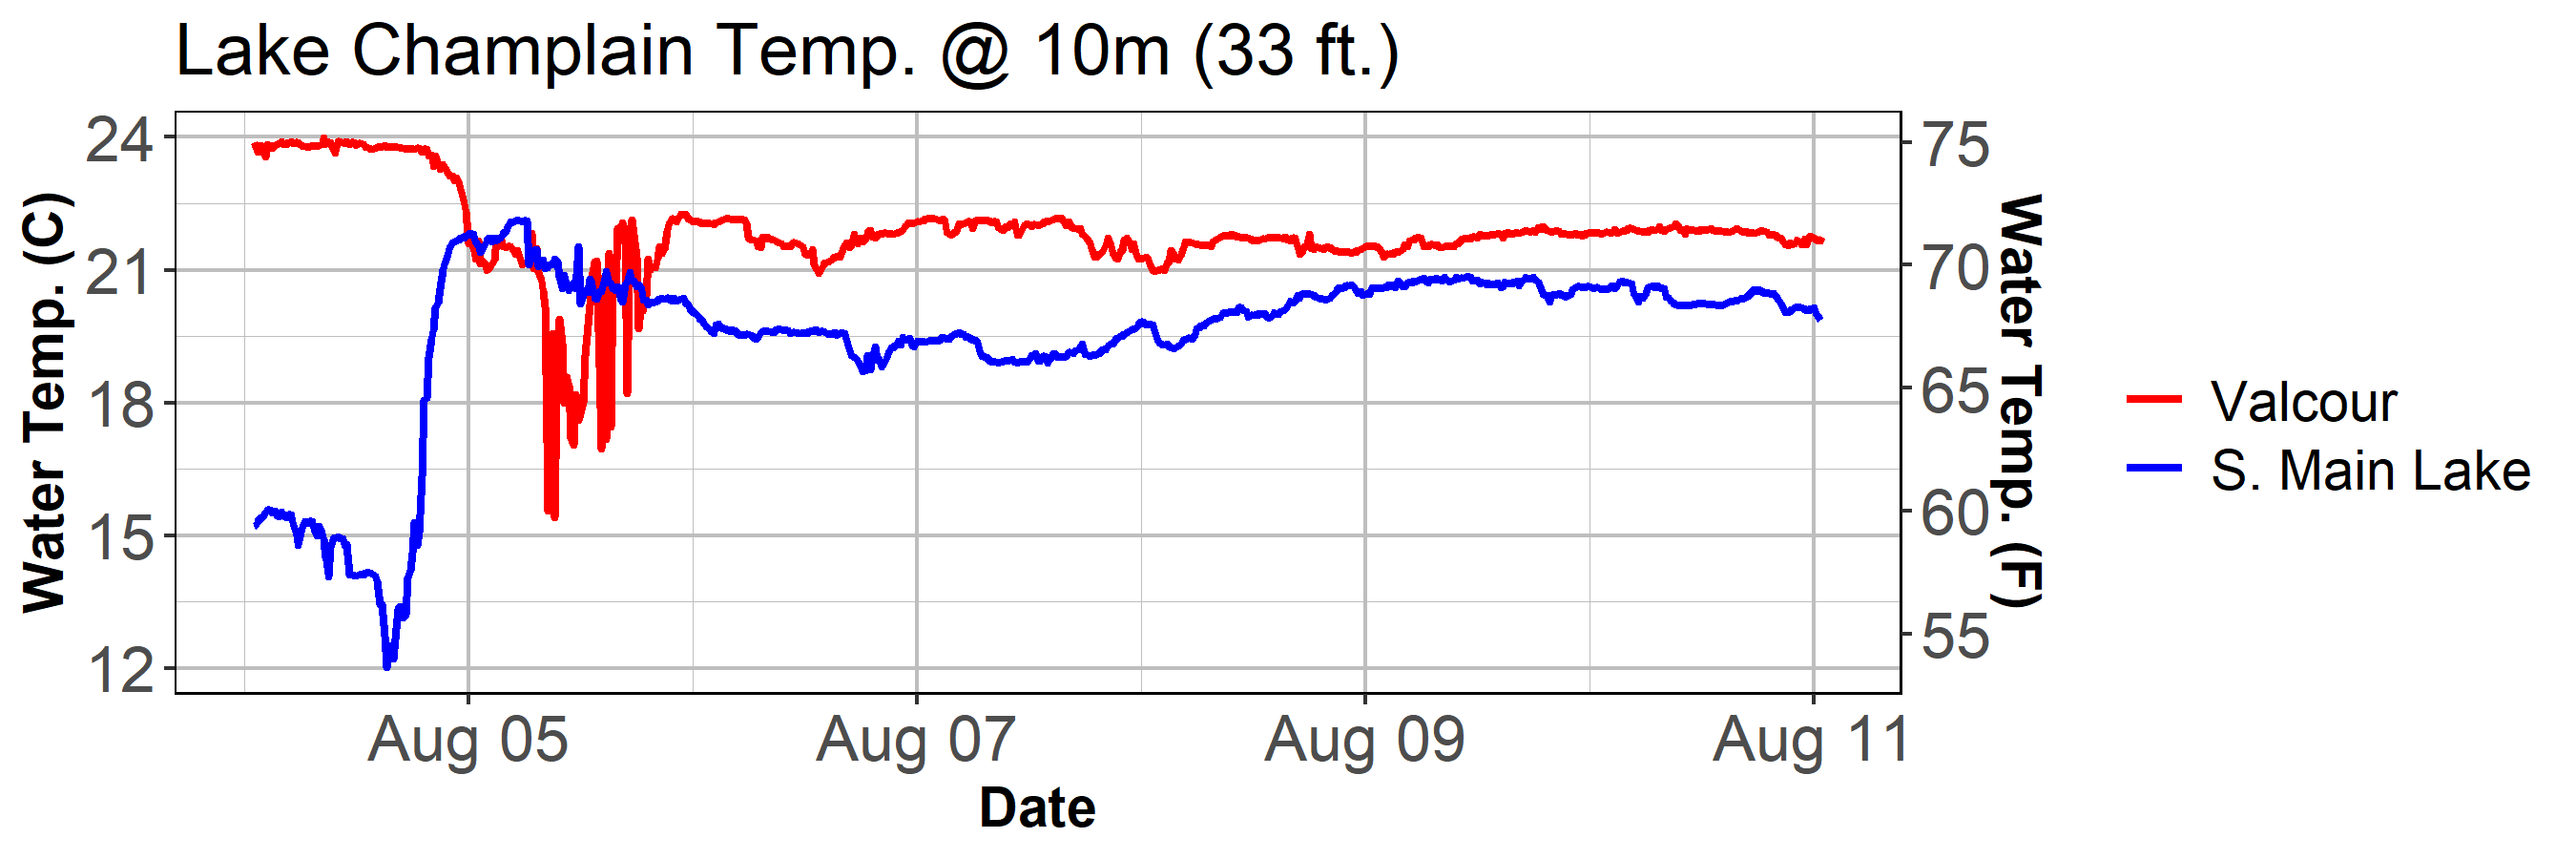 Lake Champlain Temp. @ 10m (33 ft.)
Water Temp. (C)
24
21
18
15
12
75
70
65
60
55
Water Temp. (F)
Aug 05
Aug 07
Aug 09
Aug 11
Date
Valcour
S. Main Lake